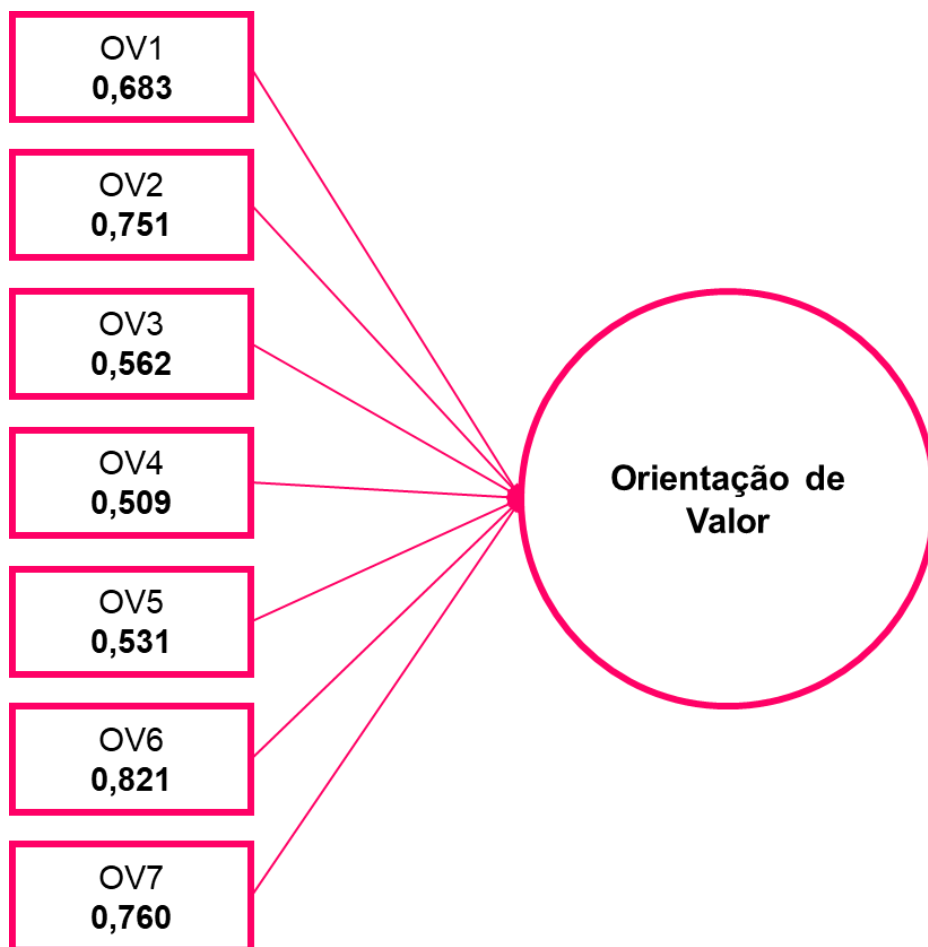 OV1
0,683
OV2
0,751
OV3
0,562
OV4
0,509
OV5
0,531
OV6
0,821
OV7
0,760
Orientação de
Valor